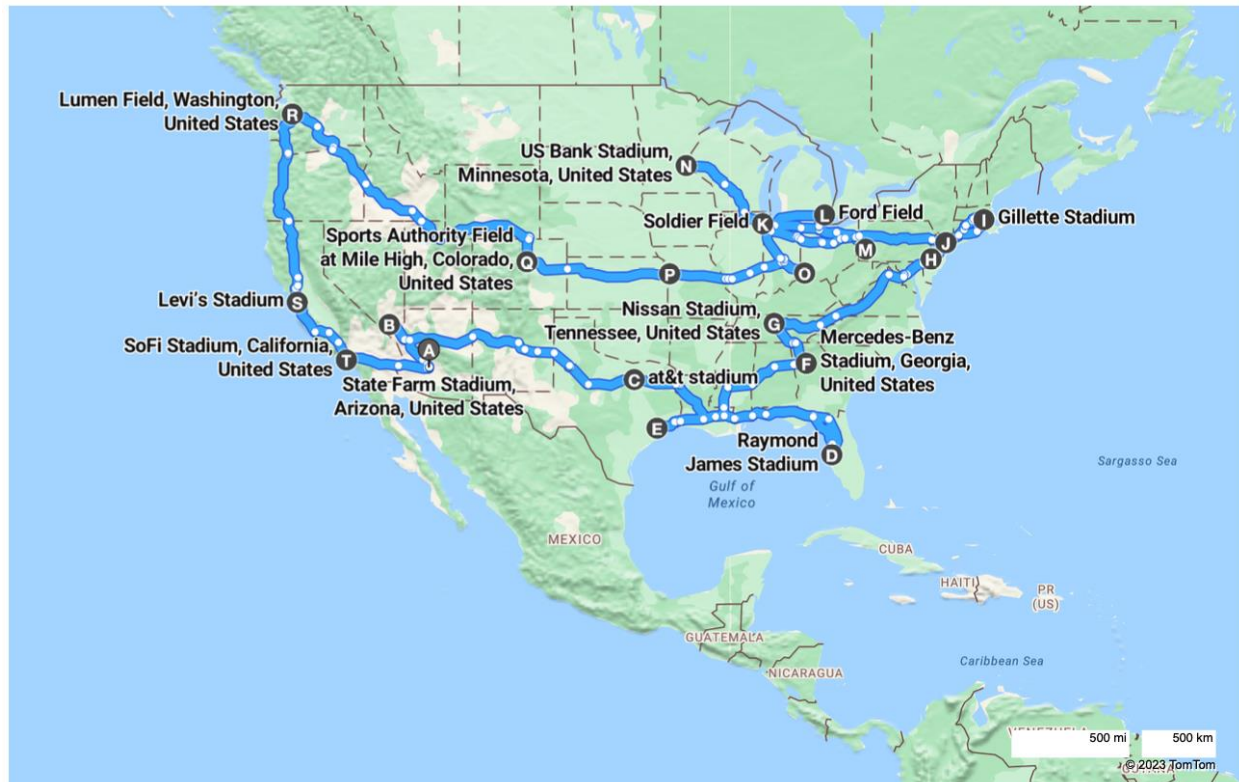 Lumen Field, Washington,
United States
R
US Bank Stadium,
Minnesota, United States
N
Soldier Field
K
L
Ford Field
I
Gillette Stadium
J
H
M
Sports Authority Field
at Mile High, Colorado,
United States
Q
P
O
Levi's Stadium
S
B
Nissan Stadium,
Tennessee, United States
G
Mercedes-Benz
Stadium, Georgia,
United States
F
SoFi Stadium, California,
United States
T
A
State Farm Stadium,
Arizona, United States
C
at&t stadium
E
Raymond
James Stadium
D
Gulf of
Mexico
Sargasso Sea
MEXICO
CUBA
HAITI
PR
(US)
GUATEMALA
NICARAGUA
Caribbean Sea
VENEZUELA
500 mi
500 km
GUYANA
© 2023 TomTom